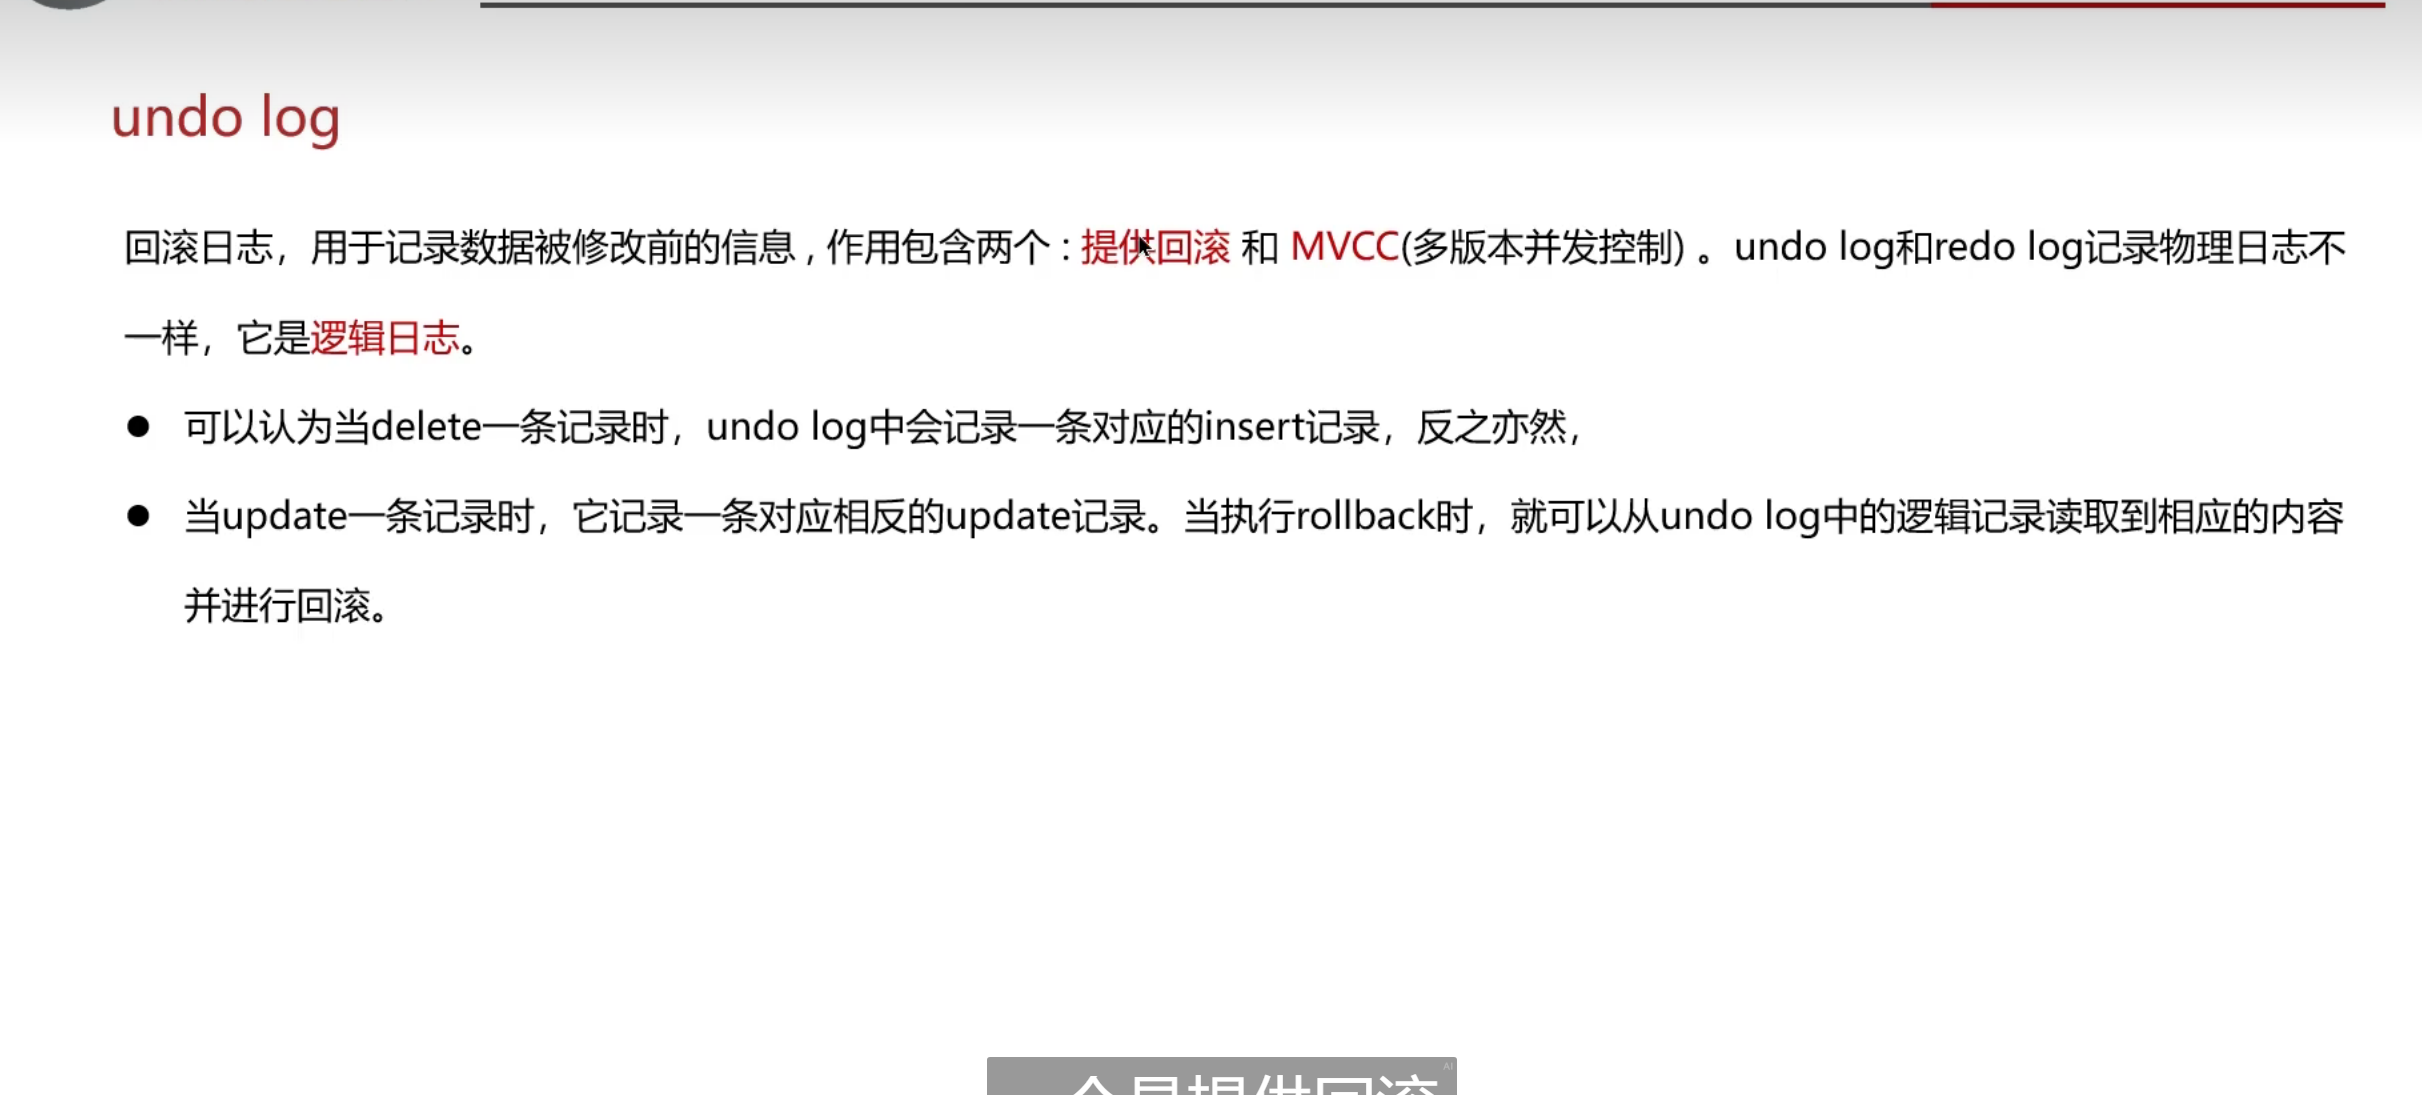 undo log
回滚日志，用于记录数据被修改前的信息 , 作用包含两个 : 提供回滚 和 MVCC(多版本并发控制) 。undo log和redo log记录物理日志不
一样，它是逻辑日志。
● 可以认为当delete一条记录时，undo log中会记录一条对应的insert记录，反之亦然，
● 当update一条记录时，它记录一条对应相反的update记录。当执行rollback时，就可以从undo log中的逻辑记录读取到相应的内容
并进行回滚。
AI
一个是提供回滚